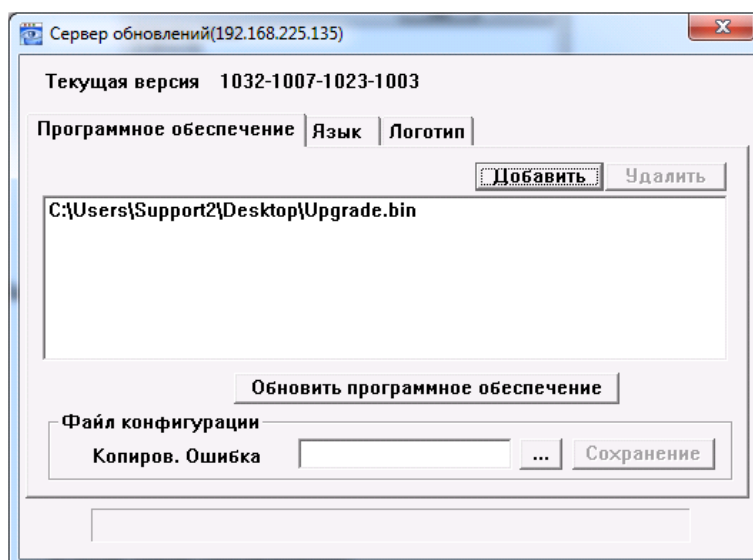 Сервер обновлений(192.168.225.135)
Текущая версия 1032-1007-1023-1003
Программное обеспечение Язык Логотип
Добавить Удалить
C:\Users\Support2\Desktop\Upgrade.bin
Обновить программное обеспечение
Файл конфигурации
Копиров. Ошибка ... Сохранение